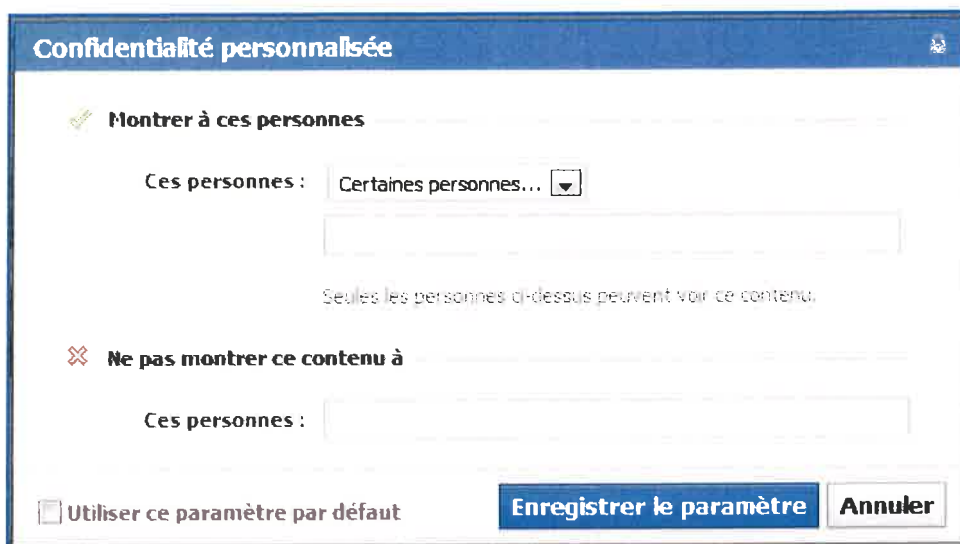 Confidentialité personnalisée
Montrer à ces personnes
Ces personnes : Certaines personnes...
Seules les personnes ci-dessus peuvent voir ce contenu.
Ne pas montrer ce contenu à
Ces personnes :
Utiliser ce paramètre par défaut Enregistrer le paramètre Annuler